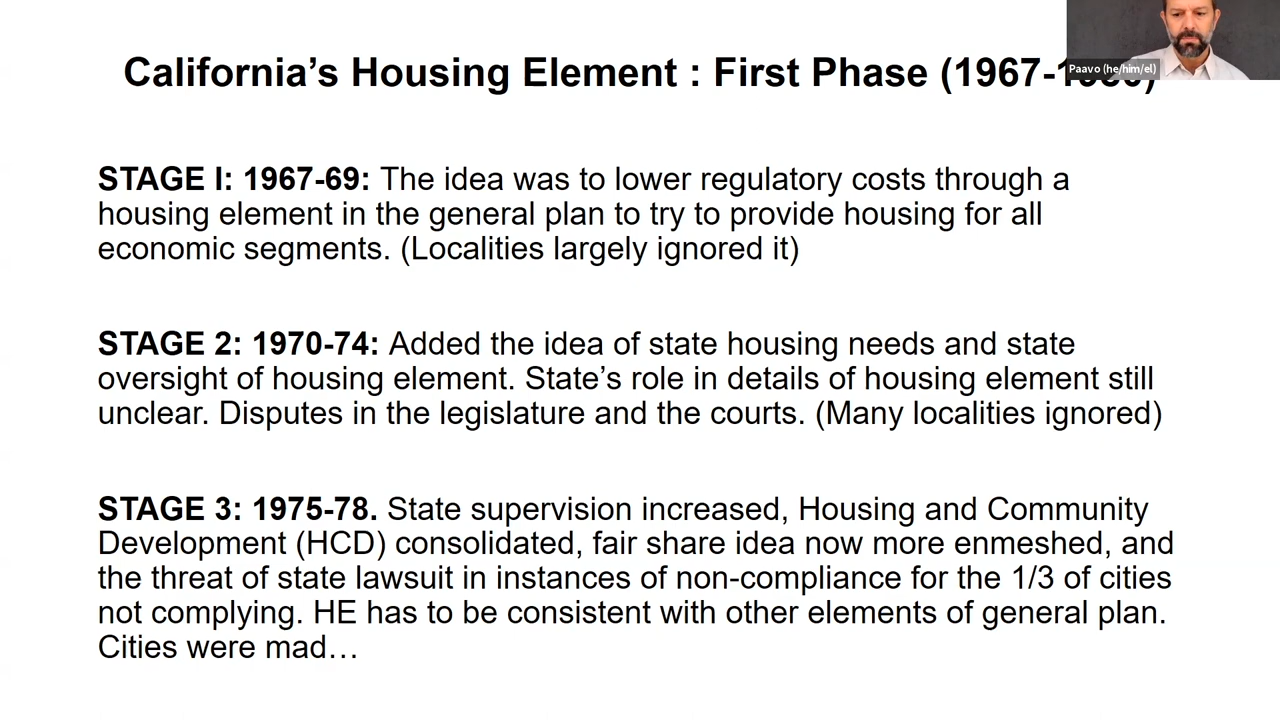 California's Housing Element : First Phase (1967-
Paavo (he/him/el)
STAGE I: 1967-69: The idea was to lower regulatory costs through a
housing element in the general plan to try to provide housing for all
economic segments. (Localities largely ignored it)
STAGE 2: 1970-74: Added the idea of state housing needs and state
oversight of housing element. State's role in details of housing element still
unclear. Disputes in the legislature and the courts. (Many localities ignored)
STAGE 3: 1975-78. State supervision increased, Housing and Community
Development (HCD) consolidated, fair share idea now more enmeshed, and
the threat of state lawsuit in instances of non-compliance for the 1/3 of cities
not complying. HE has to be consistent with other elements of general plan.
Cities were mad…